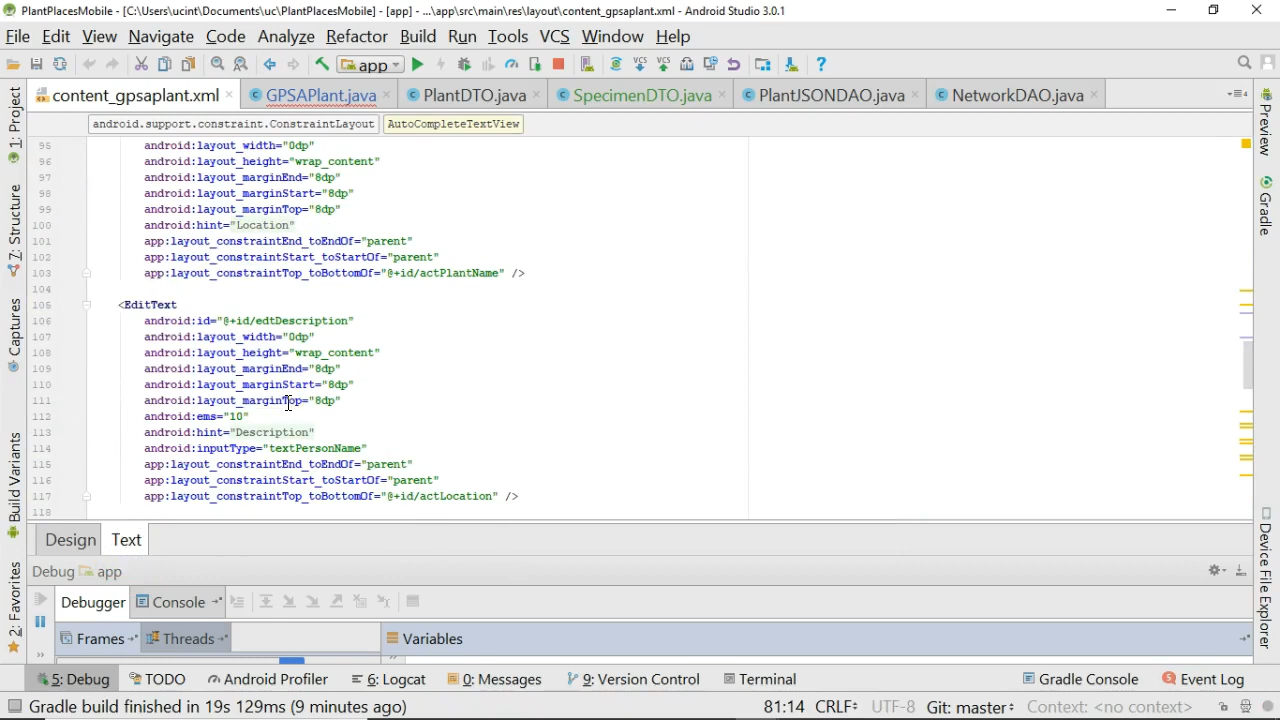 PlantPlacesMobile - [C:\Users\ucint\Documents\uc\PlantPlacesMobile] - [app] - ...\app\src\main\res\layout\content_gpsaplant.xml - Android Studio 3.0.1
File Edit View Navigate Code Analyze Refactor Build Run Tools VCS Window Help
app
content_gpsaplant.xml GPSAPlant.java PlantDTO.java SpecimenDTO.java PlantJSONDAO.java NetworkDAO.java
android.support.constraint.ConstraintLayout AutoCompleteTextView
95 android:layout_width="0dp"
96 android:layout_height="wrap_content"
97 android:layout_marginEnd="8dp"
98 android:layout_marginStart="8dp"
99 android:layout_marginTop="8dp"
100 android:hint="Location"
101 app:layout_constraintEnd_toEndOf="parent"
102 app:layout_constraintStart_toStartOf="parent"
103 app:layout_constraintTop_toBottomOf="@+id/actPlantName" />
104
105 <EditText
106 android:id="@+id/edtDescription"
107 android:layout_width="0dp"
108 android:layout_height="wrap_content"
109 android:layout_marginEnd="8dp"
110 android:layout_marginStart="8dp"
111 android:layout_marginTop="8dp"
112 android:ems="10"
113 android:hint="Description"
114 android:inputType="textPersonName"
115 app:layout_constraintEnd_toEndOf="parent"
116 app:layout_constraintStart_toStartOf="parent"
117 app:layout_constraintTop_toBottomOf="@+id/actLocation" />
118
1: Project
7: Structure
Captures
Build Variants
2: Favorites
Preview
Gradle
Device File Explorer
Design Text
Debug app
Debugger Console
Frames Threads Variables
5: Debug TODO Android Profiler 6: Logcat 0: Messages 9: Version Control Terminal Gradle Console Event Log
Gradle build finished in 19s 129ms (9 minutes ago) 81:14 CRLF UTF-8 Git: master Context: <no context>